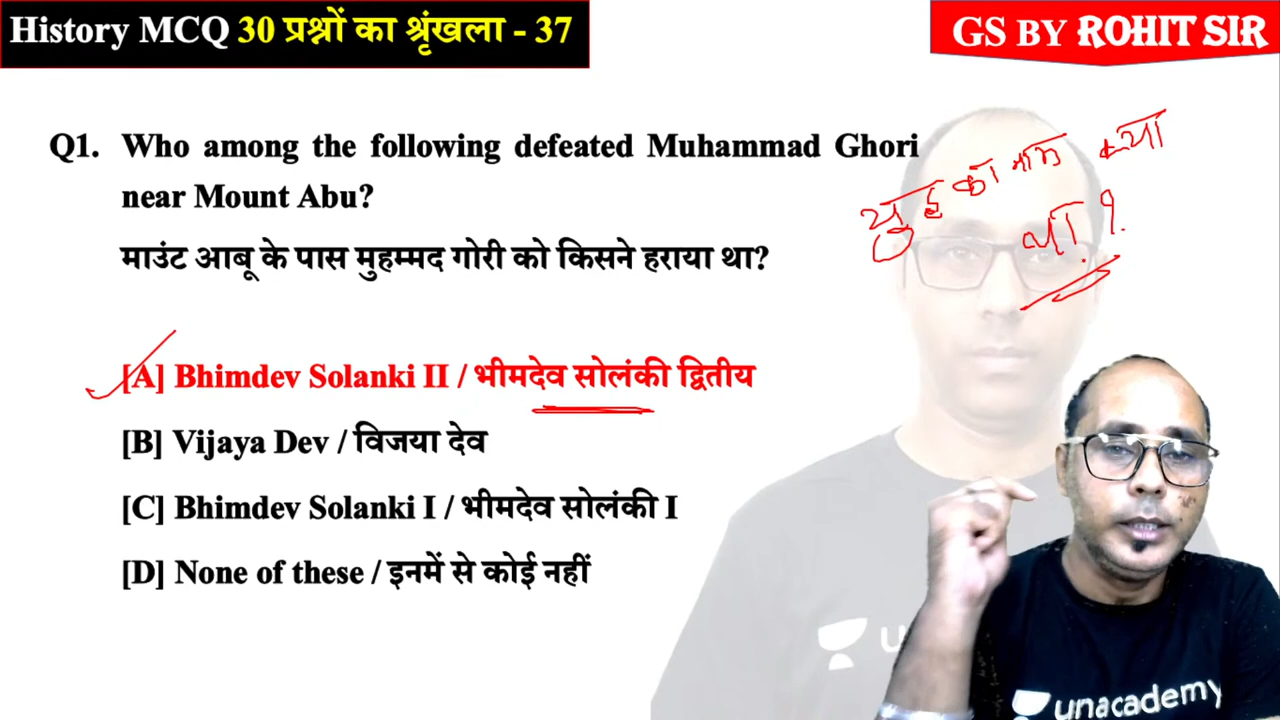 History MCQ 30 प्रश्नों का श्रृंखला - 37
GS BY ROHIT SIR
Q1. Who among the following defeated Muhammad Ghori
near Mount Abu?
माउंट आबू के पास मुहम्मद गोरी को किसने हराया था?
युद्ध का नाम क्या
था ?
[A] Bhimdev Solanki II / भीमदेव सोलंकी द्वितीय
[B] Vijaya Dev / विजया देव
[C] Bhimdev Solanki I / भीमदेव सोलंकी I
[D] None of these / इनमें से कोई नहीं
u
unacademy